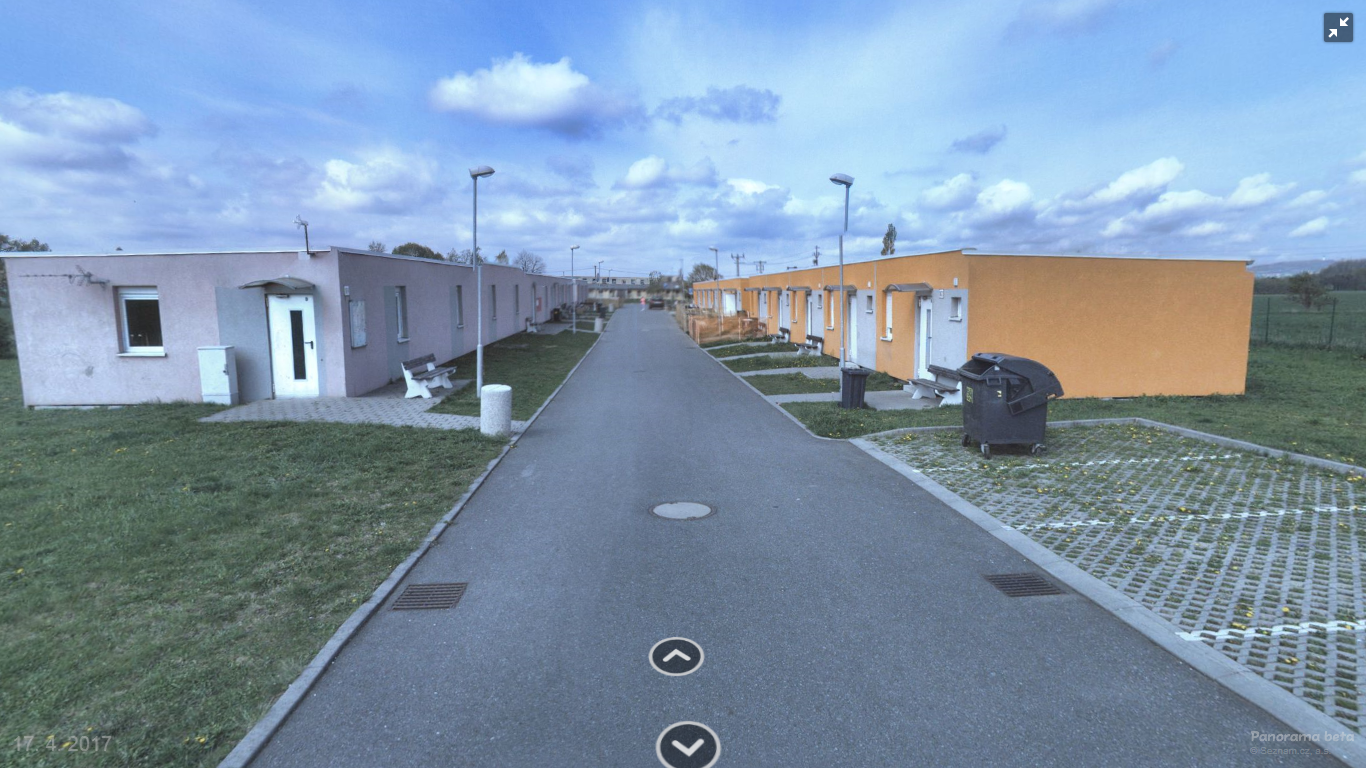 17. 4. 2017
Panorama beta
© Seznam.cz, a.s.